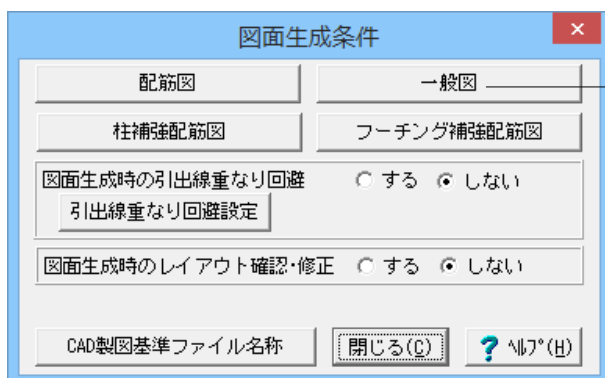 図面生成条件
配筋図 一般図
柱補強配筋図 フーチング補強配筋図
図面生成時の引出線重なり回避 する しない
引出線重なり回避設定
図面生成時のレイアウト確認・修正 する しない
CAD製図基準ファイル名称 閉じる(C) ? ﾍﾙﾌﾟ(H)